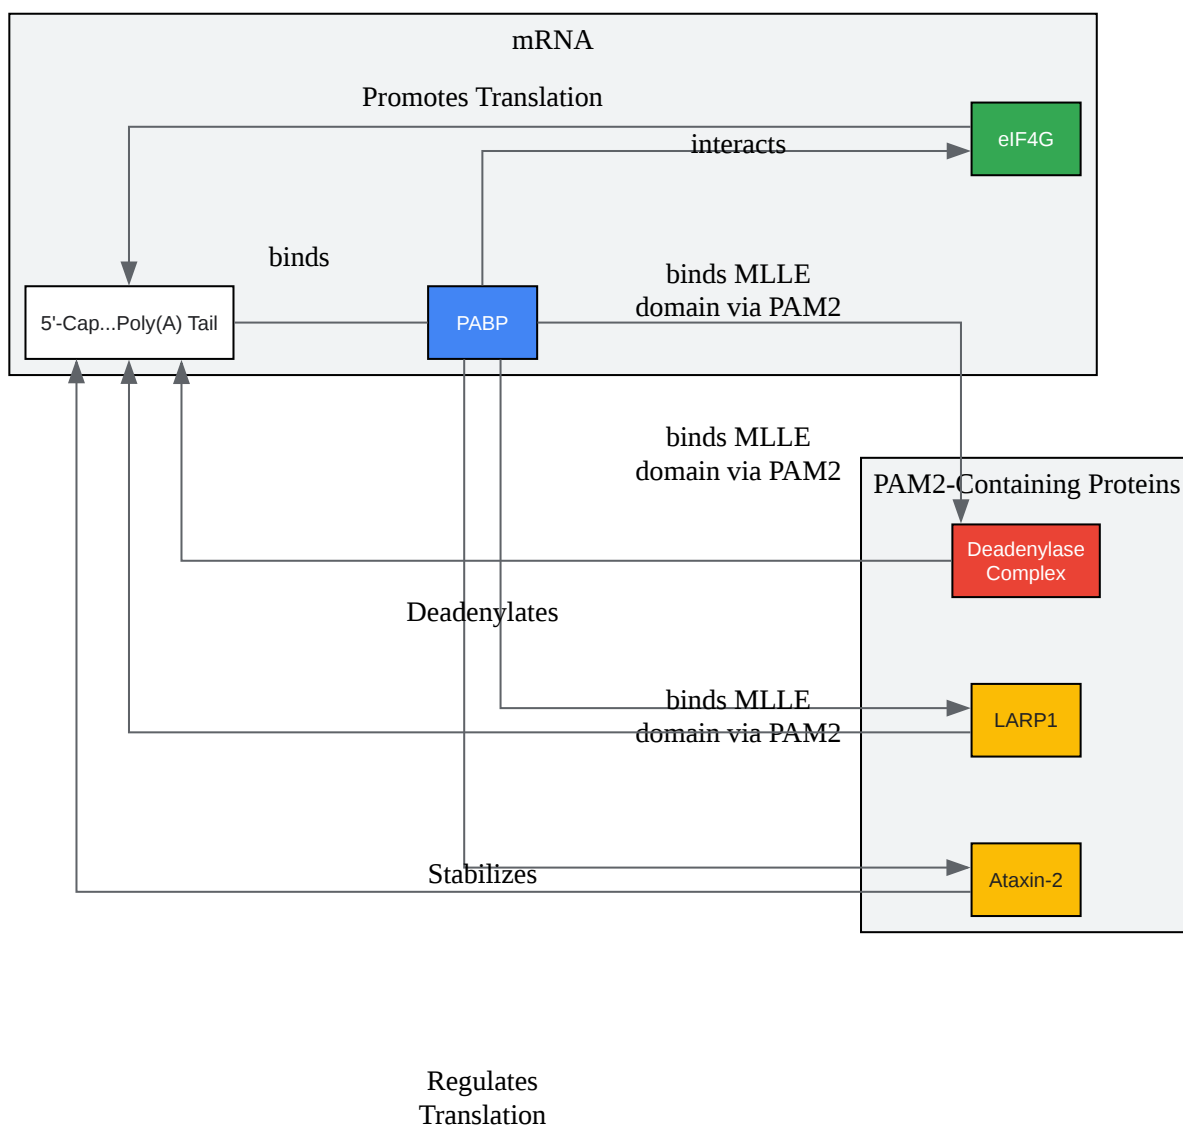 mRNA
Promotes Translation
eIF4G
interacts
binds
binds MLLE
domain via PAM2
5'-Cap...Poly(A) Tail
PABP
binds MLLE
domain via PAM2
PAM2-Containing Proteins
Deadenylase
Complex
Deadenylates
binds MLLE
domain via PAM2
LARP1
Stabilizes
Ataxin-2
Regulates
Translation